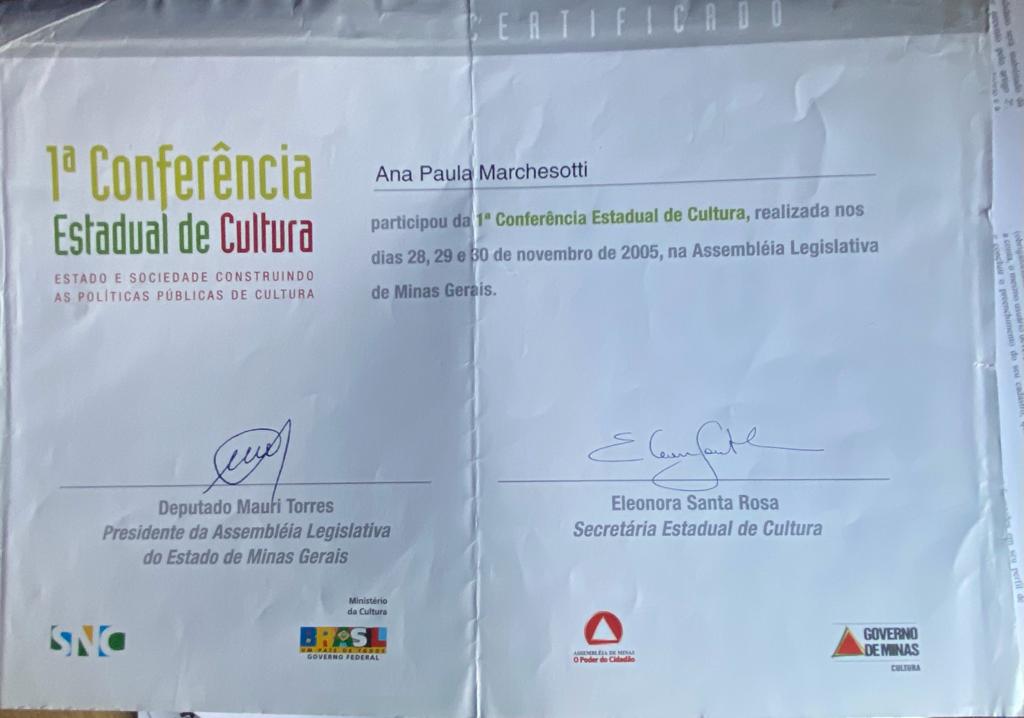 CERTIFICADO
1ª Conferência
Estadual de Cultura
ESTADO E SOCIEDADE CONSTRUINDO
AS POLÍTICAS PÚBLICAS DE CULTURA
Ana Paula Marchesotti
participou da 1ª Conferência Estadual de Cultura, realizada nos
dias 28, 29 e 30 de novembro de 2005, na Assembléia Legislativa
de Minas Gerais.
Deputado Mauri Torres
Presidente da Assembléia Legislativa
do Estado de Minas Gerais
Eleonora Santa Rosa
Secretária Estadual de Cultura
SNC
Ministério
da Cultura
BRASIL
UM PAÍS DE TODOS
GOVERNO FEDERAL
ASSEMBLÉIA DE MINAS
O Poder do Cidadão
GOVERNO
DE MINAS
CULTURA